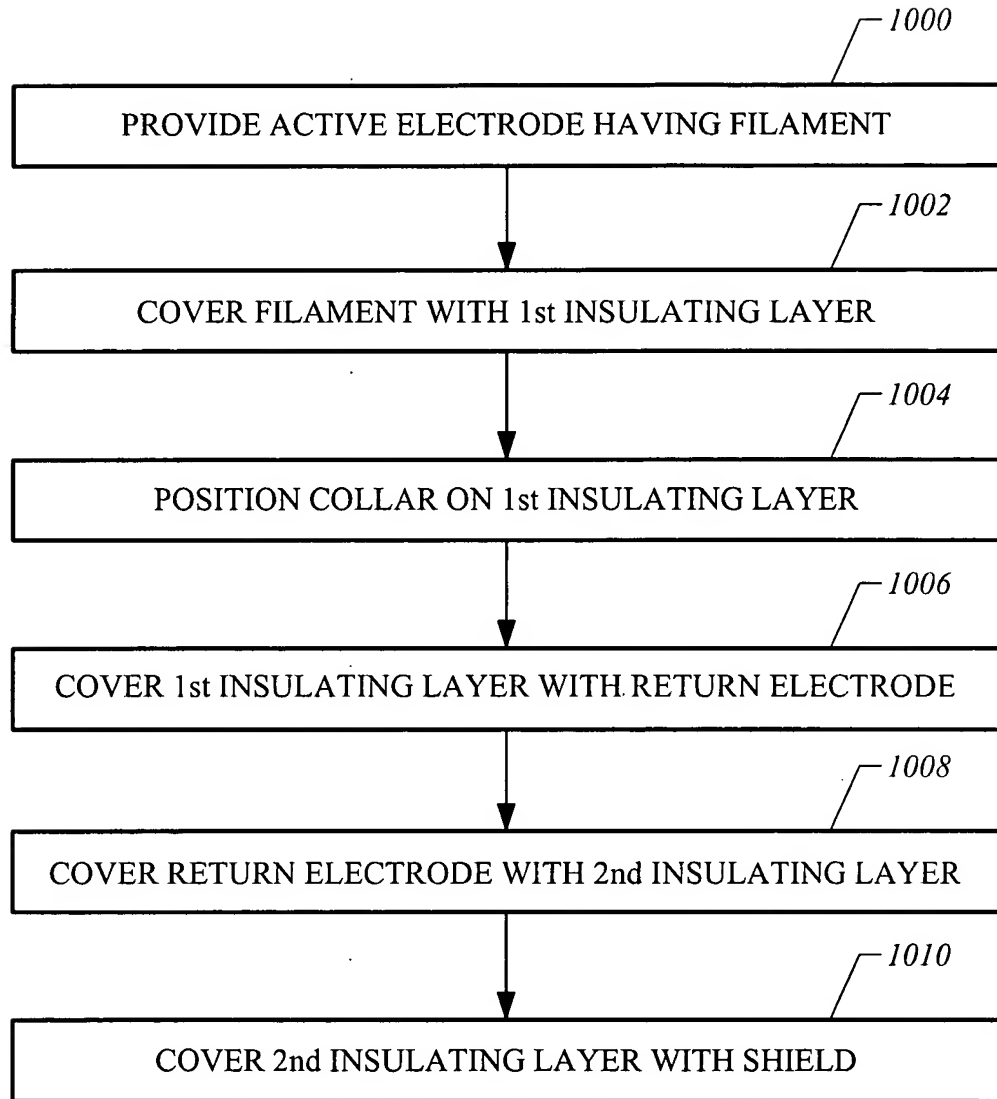 1000
PROVIDE ACTIVE ELECTRODE HAVING FILAMENT
1002
COVER FILAMENT WITH 1st INSULATING LAYER
1004
POSITION COLLAR ON 1st INSULATING LAYER
1006
COVER 1st INSULATING LAYER WITH RETURN ELECTRODE
1008
COVER RETURN ELECTRODE WITH 2nd INSULATING LAYER
1010
COVER 2nd INSULATING LAYER WITH SHIELD